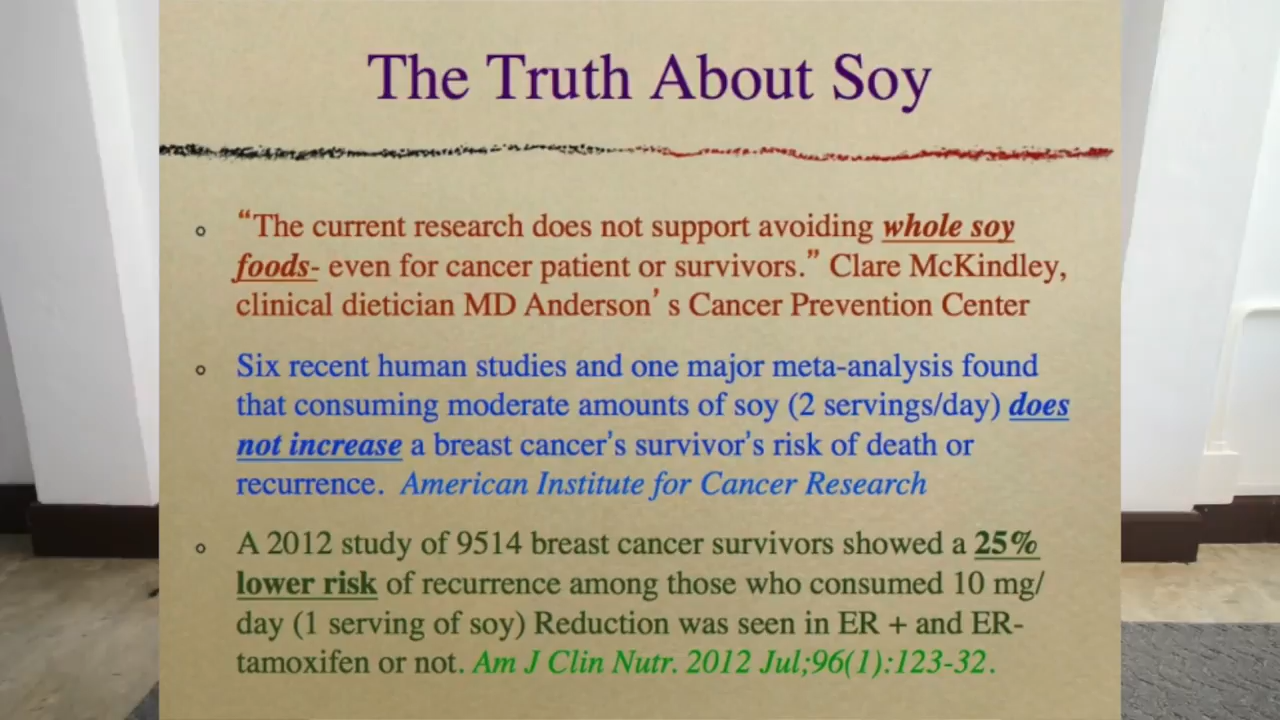 The Truth About Soy
“The current research does not support avoiding whole soy
foods- even for cancer patient or survivors.” Clare McKindley,
clinical dietician MD Anderson’s Cancer Prevention Center
Six recent human studies and one major meta-analysis found
that consuming moderate amounts of soy (2 servings/day) does
not increase a breast cancer’s survivor’s risk of death or
recurrence. American Institute for Cancer Research
A 2012 study of 9514 breast cancer survivors showed a 25%
lower risk of recurrence among those who consumed 10 mg/
day (1 serving of soy) Reduction was seen in ER + and ER-
tamoxifen or not. Am J Clin Nutr. 2012 Jul;96(1):123-32.